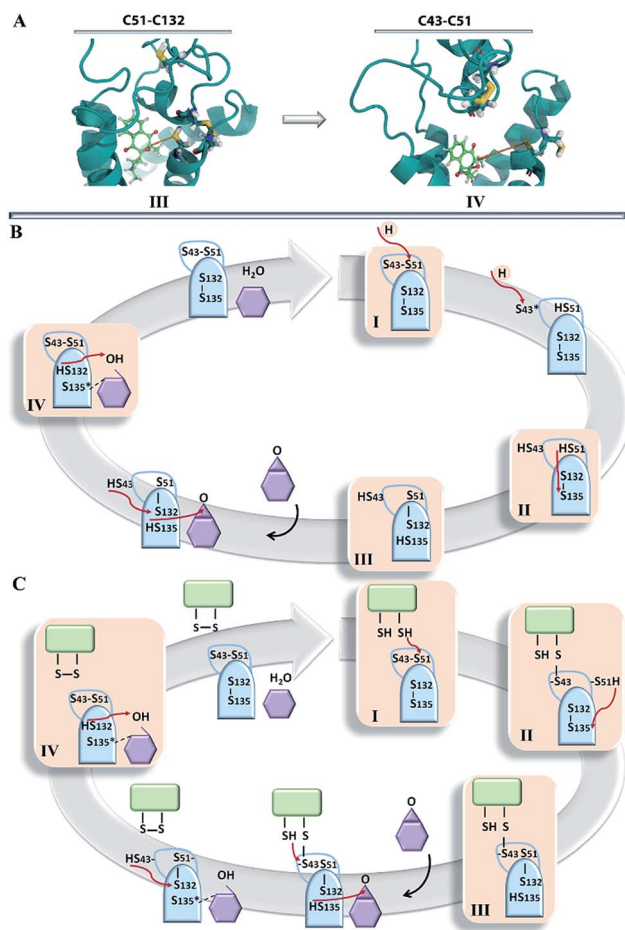 A
C51-C132
C43-C51
III
IV
B
H
S43-S51
S132
S135
H₂O
S43-S51
S132
S135
I
H
S43*
HS51
S132
S135
S43-S51
HS132
OH
S135*
IV
HS43
S51
S132
HS135
O
O
HS43
S51
S132
HS135
III
HS43
HS51
S132
S135
II
C
S-S
S43-S51
HS132
OH
S135*
IV
S-S
S43-S51
S132
S135
H₂O
SH
SH
S43-S51
S132
S135
I
SH
S
-S43
-S51H
S132
S135
II
S-S
HS43-
S51-
S132
S135*
OH
SH
S
-S43S51
S132
HS135
O
O
SH
S
-S43 S51
S132
HS135
III